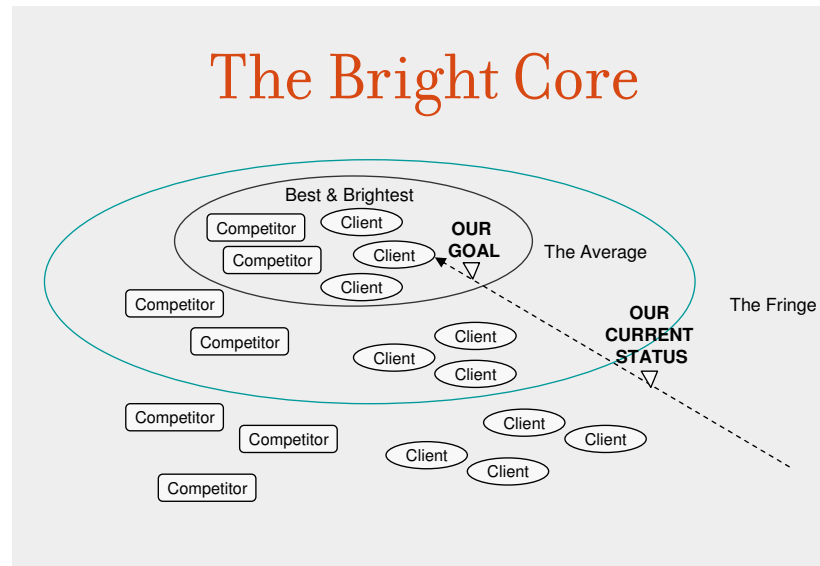 The Bright Core
Best & Brightest
Competitor
Client
OUR
GOAL
Client
Competitor
The Average
Client
Competitor
The Fringe
OUR
CURRENT
STATUS
Competitor
Client
Client
Client
Competitor
Client
Competitor
Client
Client
Client
Competitor